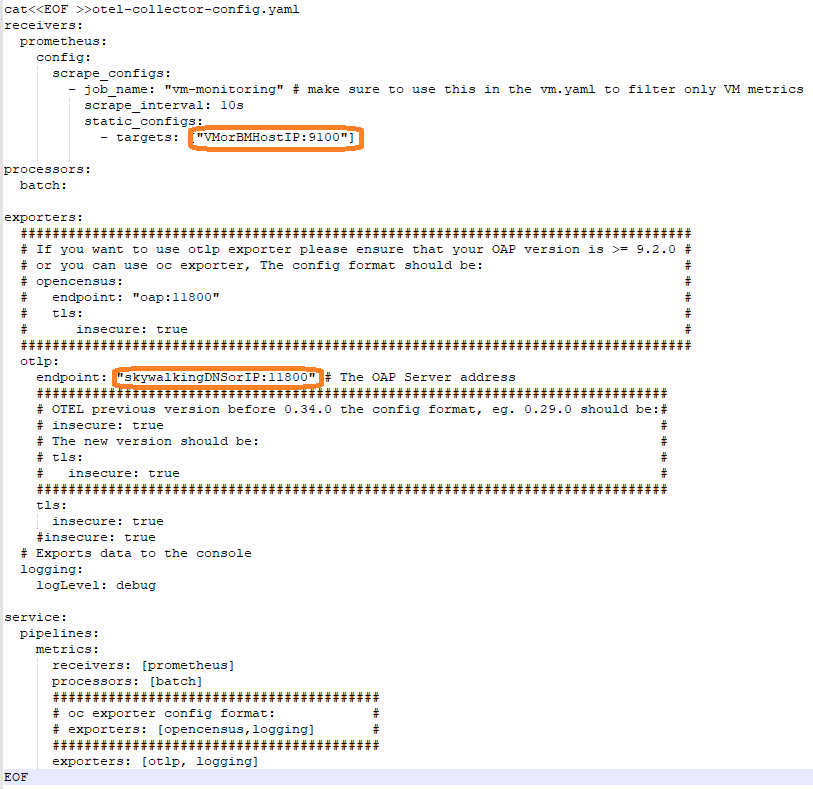 cat<<EOF >>otel-collector-config.yaml
receivers:
  prometheus:
    config:
      scrape_configs:
        - job_name: "vm-monitoring" # make sure to use this in the vm.yaml to filter only VM metrics
          scrape_interval: 10s
          static_configs:
            - targets: ["VMorBMHostIP:9100"]

processors:
  batch:

exporters:
  ####################################################################################
  # If you want to use otlp exporter please ensure that your OAP version is >= 9.2.0 #
  # or you can use oc exporter, The config format should be:                         #
  # opencensus:                                                                      #
  #   endpoint: "oap:11800"                                                          #
  #   tls:                                                                           #
  #      insecure: true                                                              #
  ####################################################################################
  otlp:
    endpoint: "skywalkingDNSorIP:11800" # The OAP Server address
    ###############################################################################
    # OTEL previous version before 0.34.0 the config format, eg. 0.29.0 should be:#
    # insecure: true                                                              #
    # The new version should be:                                                  #
    # tls:                                                                        #
    #   insecure: true                                                            #
    ###############################################################################
    tls:
      insecure: true
    #insecure: true
  # Exports data to the console
  logging:
    logLevel: debug

service:
  pipelines:
    metrics:
      receivers: [prometheus]
      processors: [batch]
      #########################################
      # oc exporter config format:            #
      # exporters: [opencensus,logging]       #
      #########################################
      exporters: [otlp, logging]
EOF